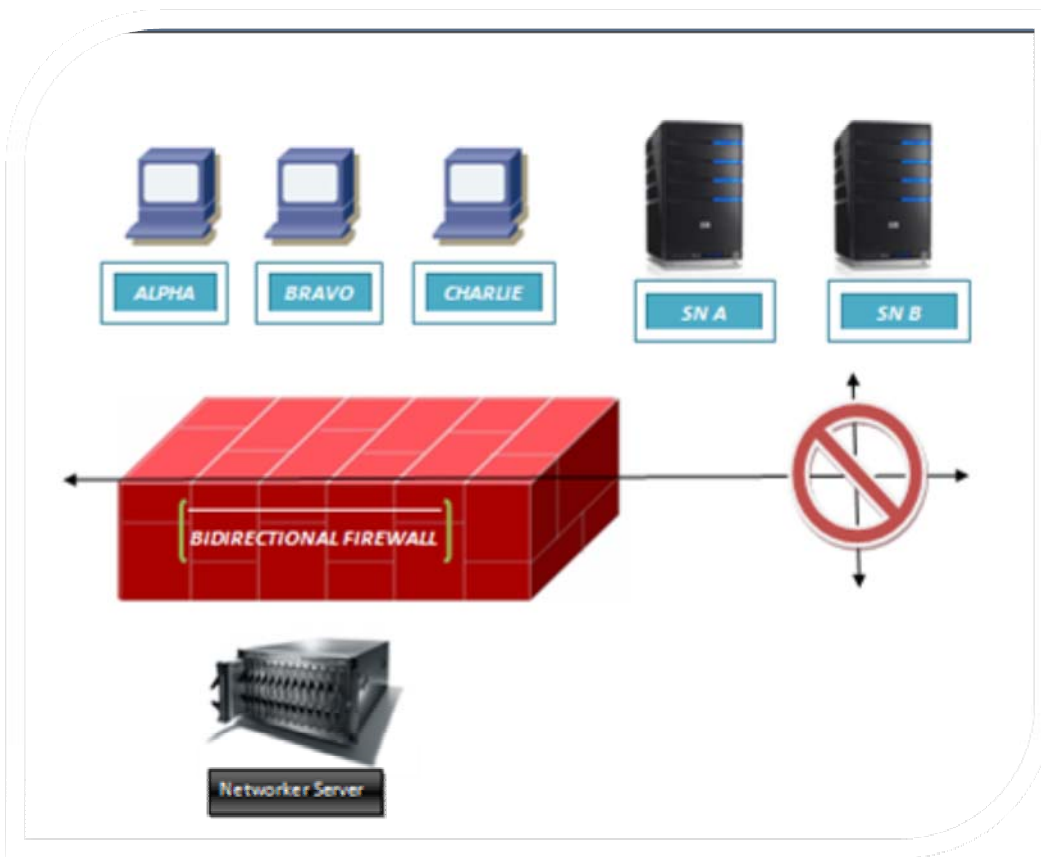 ALPHA
BRAVO
CHARLIE
SN A
SN B
BIDIRECTIONAL FIREWALL
Networker Server